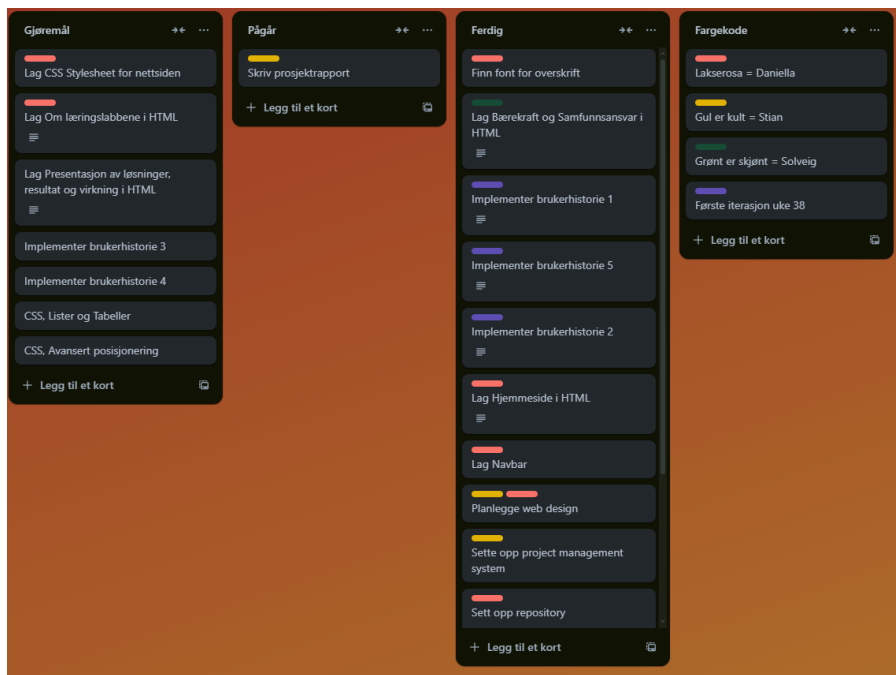 Gjøremål
Lag CSS Stylesheet for nettsiden
Lag Om læringslabbene i HTML
Lag Presentasjon av løsninger,
resultat og virkning i HTML
Implementer brukerhistorie 3
Implementer brukerhistorie 4
CSS, Lister og Tabeller
CSS, Avansert posisjonering
+ Legg til et kort
Pågår
Skriv prosjektrapport
+ Legg til et kort
Ferdig
Finn font for overskrift
Lag Bærekraft og Samfunnsansvar i
HTML
Implementer brukerhistorie 1
Implementer brukerhistorie 5
Implementer brukerhistorie 2
Lag Hjemmeside i HTML
Lag Navbar
Planlegge web design
Sette opp project management
system
Sett opp repository
+ Legg til et kort
Fargekode
Lakserosa = Daniella
Gul er kult = Stian
Grønt er skjønt = Solveig
Første iterasjon uke 38
+ Legg til et kort